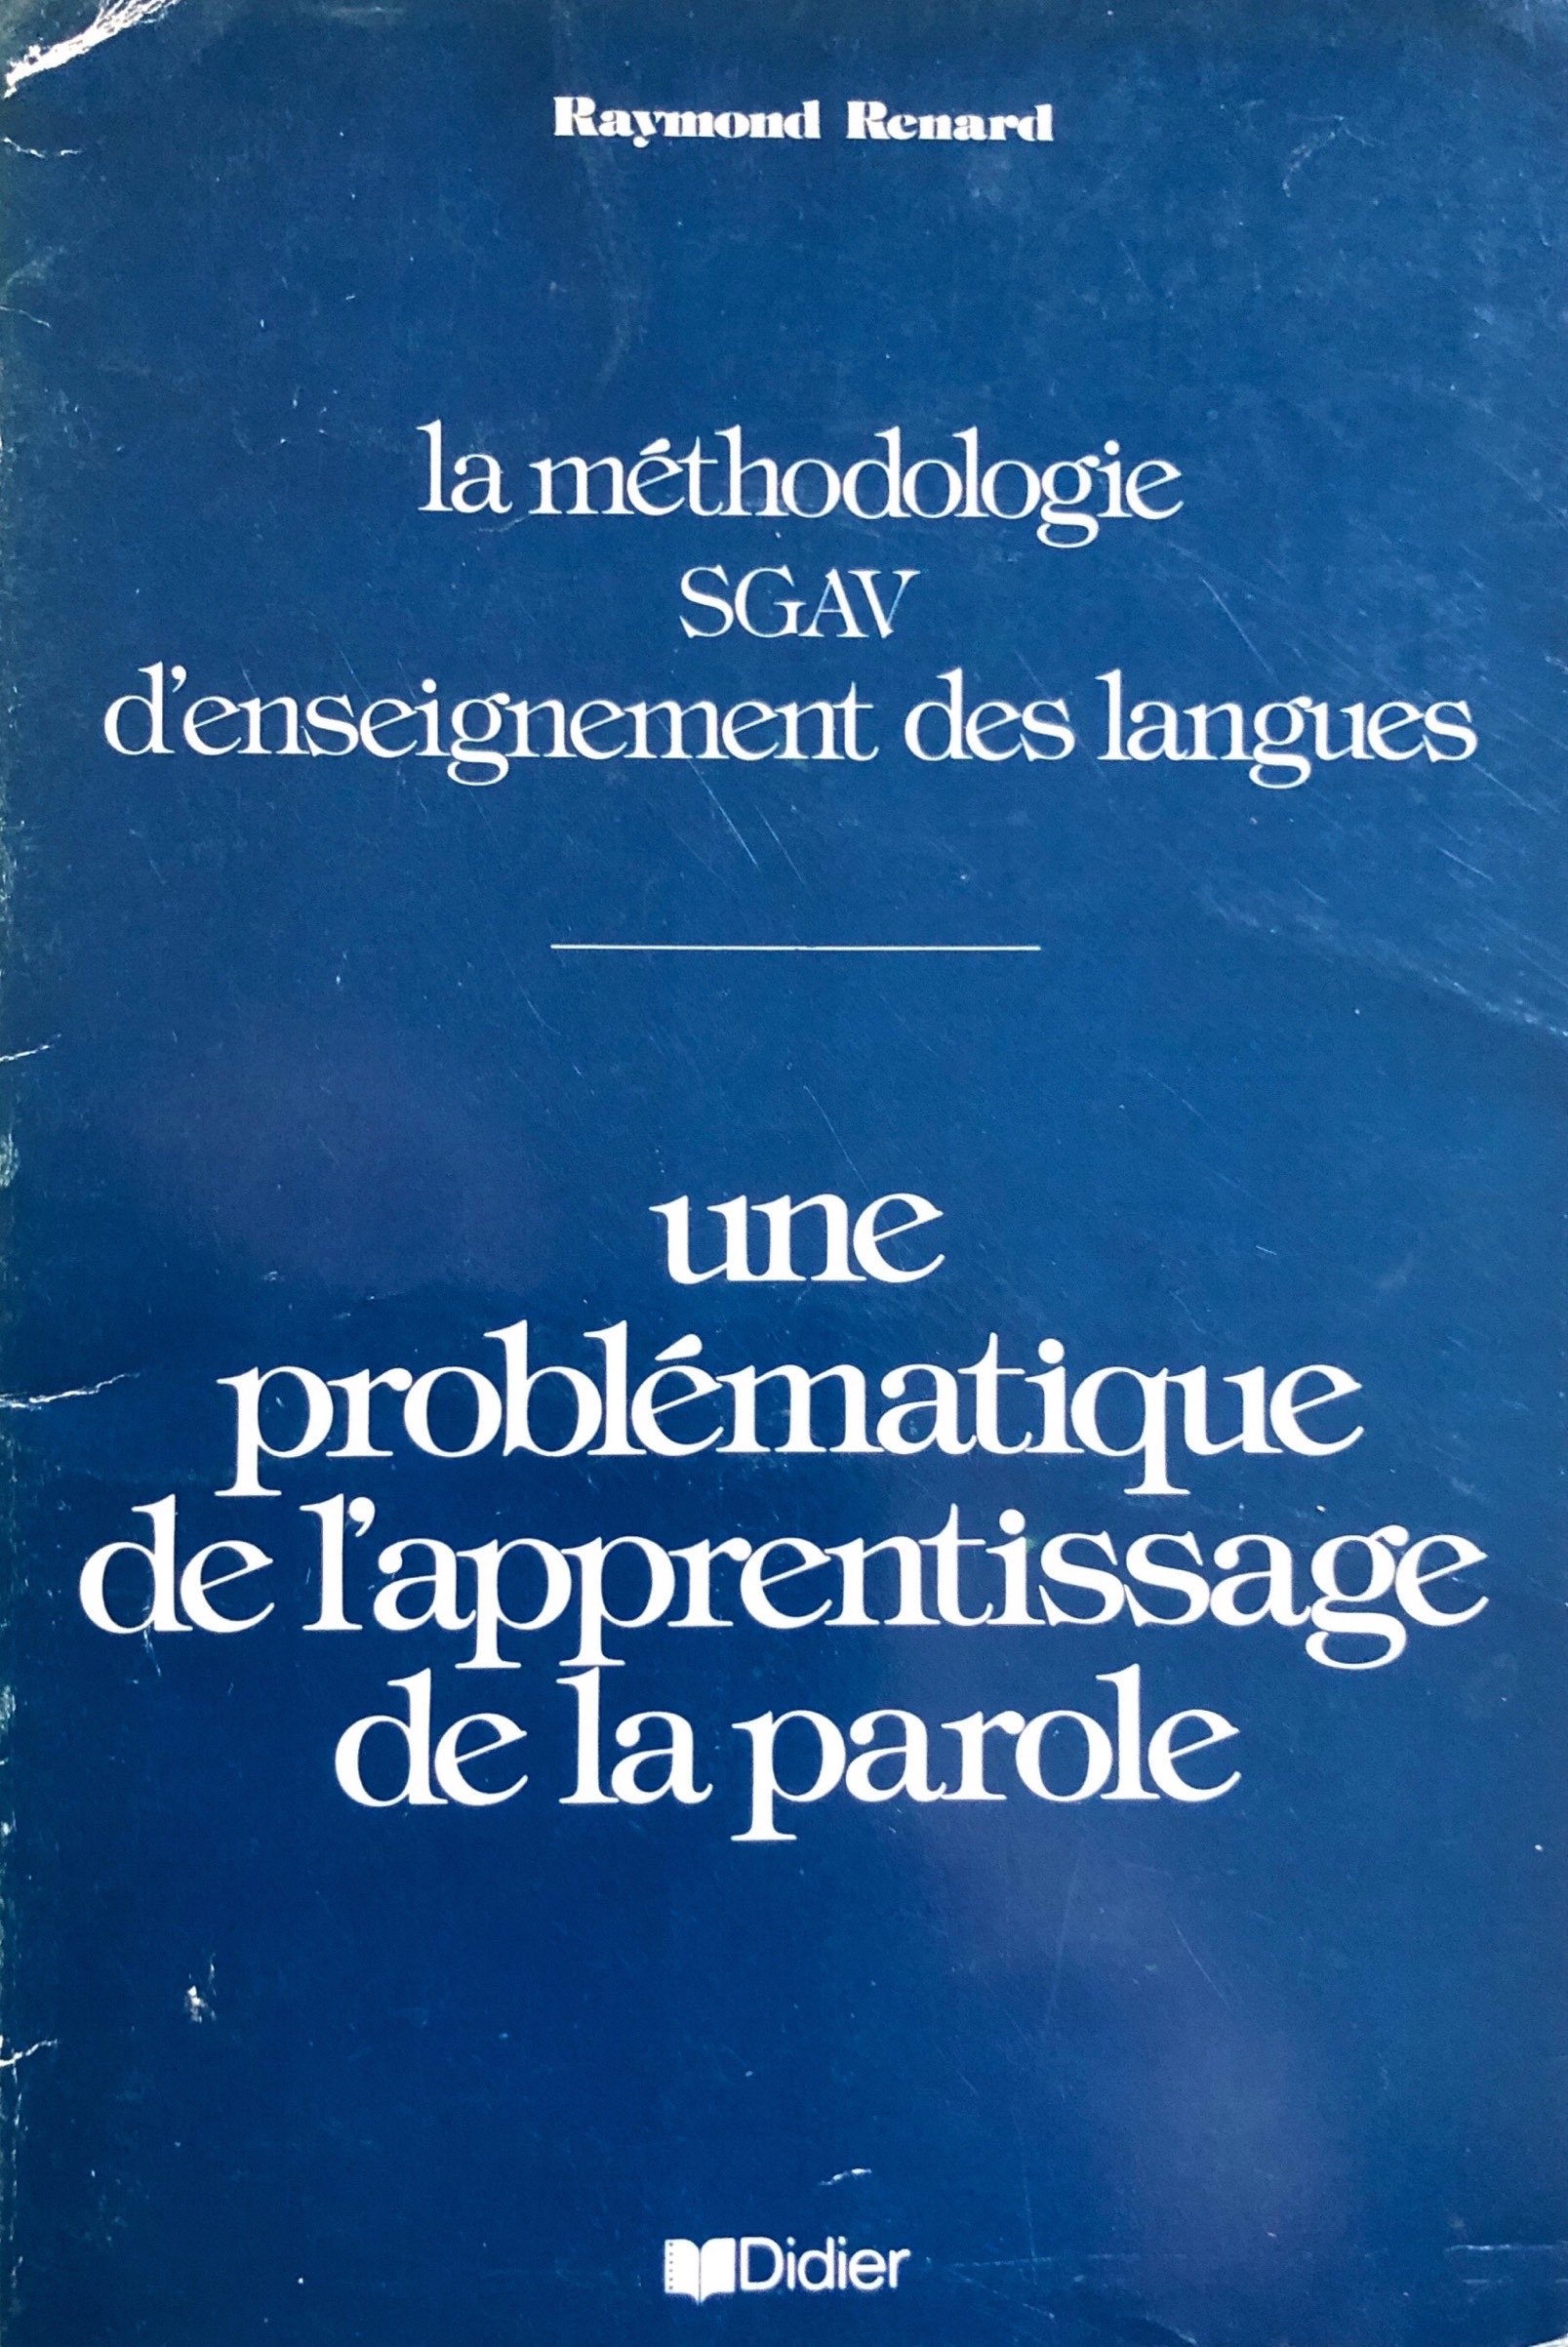 Raymond Renard
la méthodologie
SGAV
d'enseignement des langues
une
problématique
de l'apprentissage
de la parole
Didier